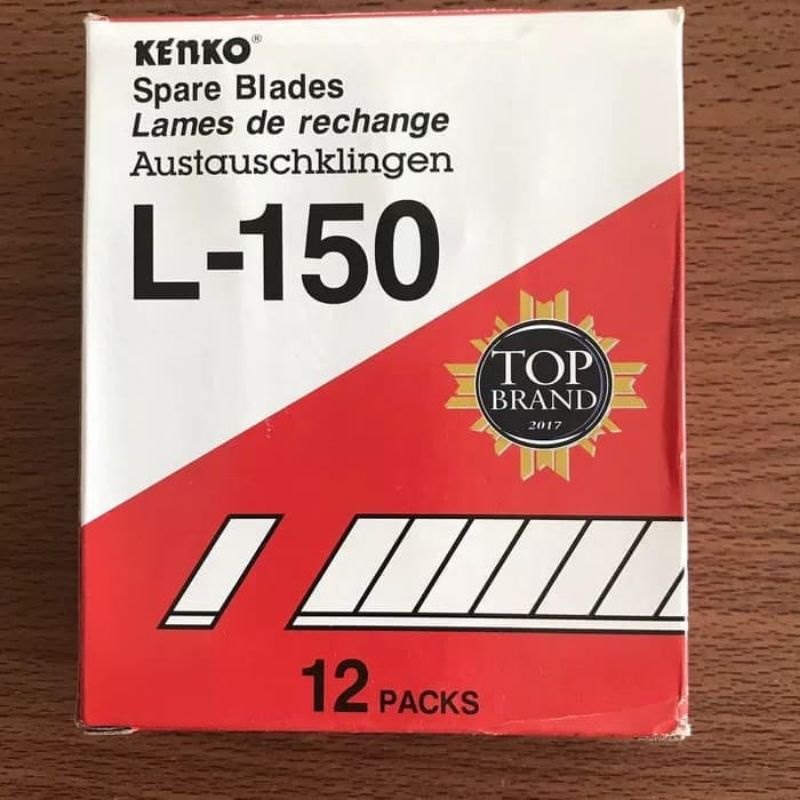 KENKO®
Spare Blades
Lames de rechange
Austauschklingen
L-150
TOP
BRAND
2017
12 PACKS